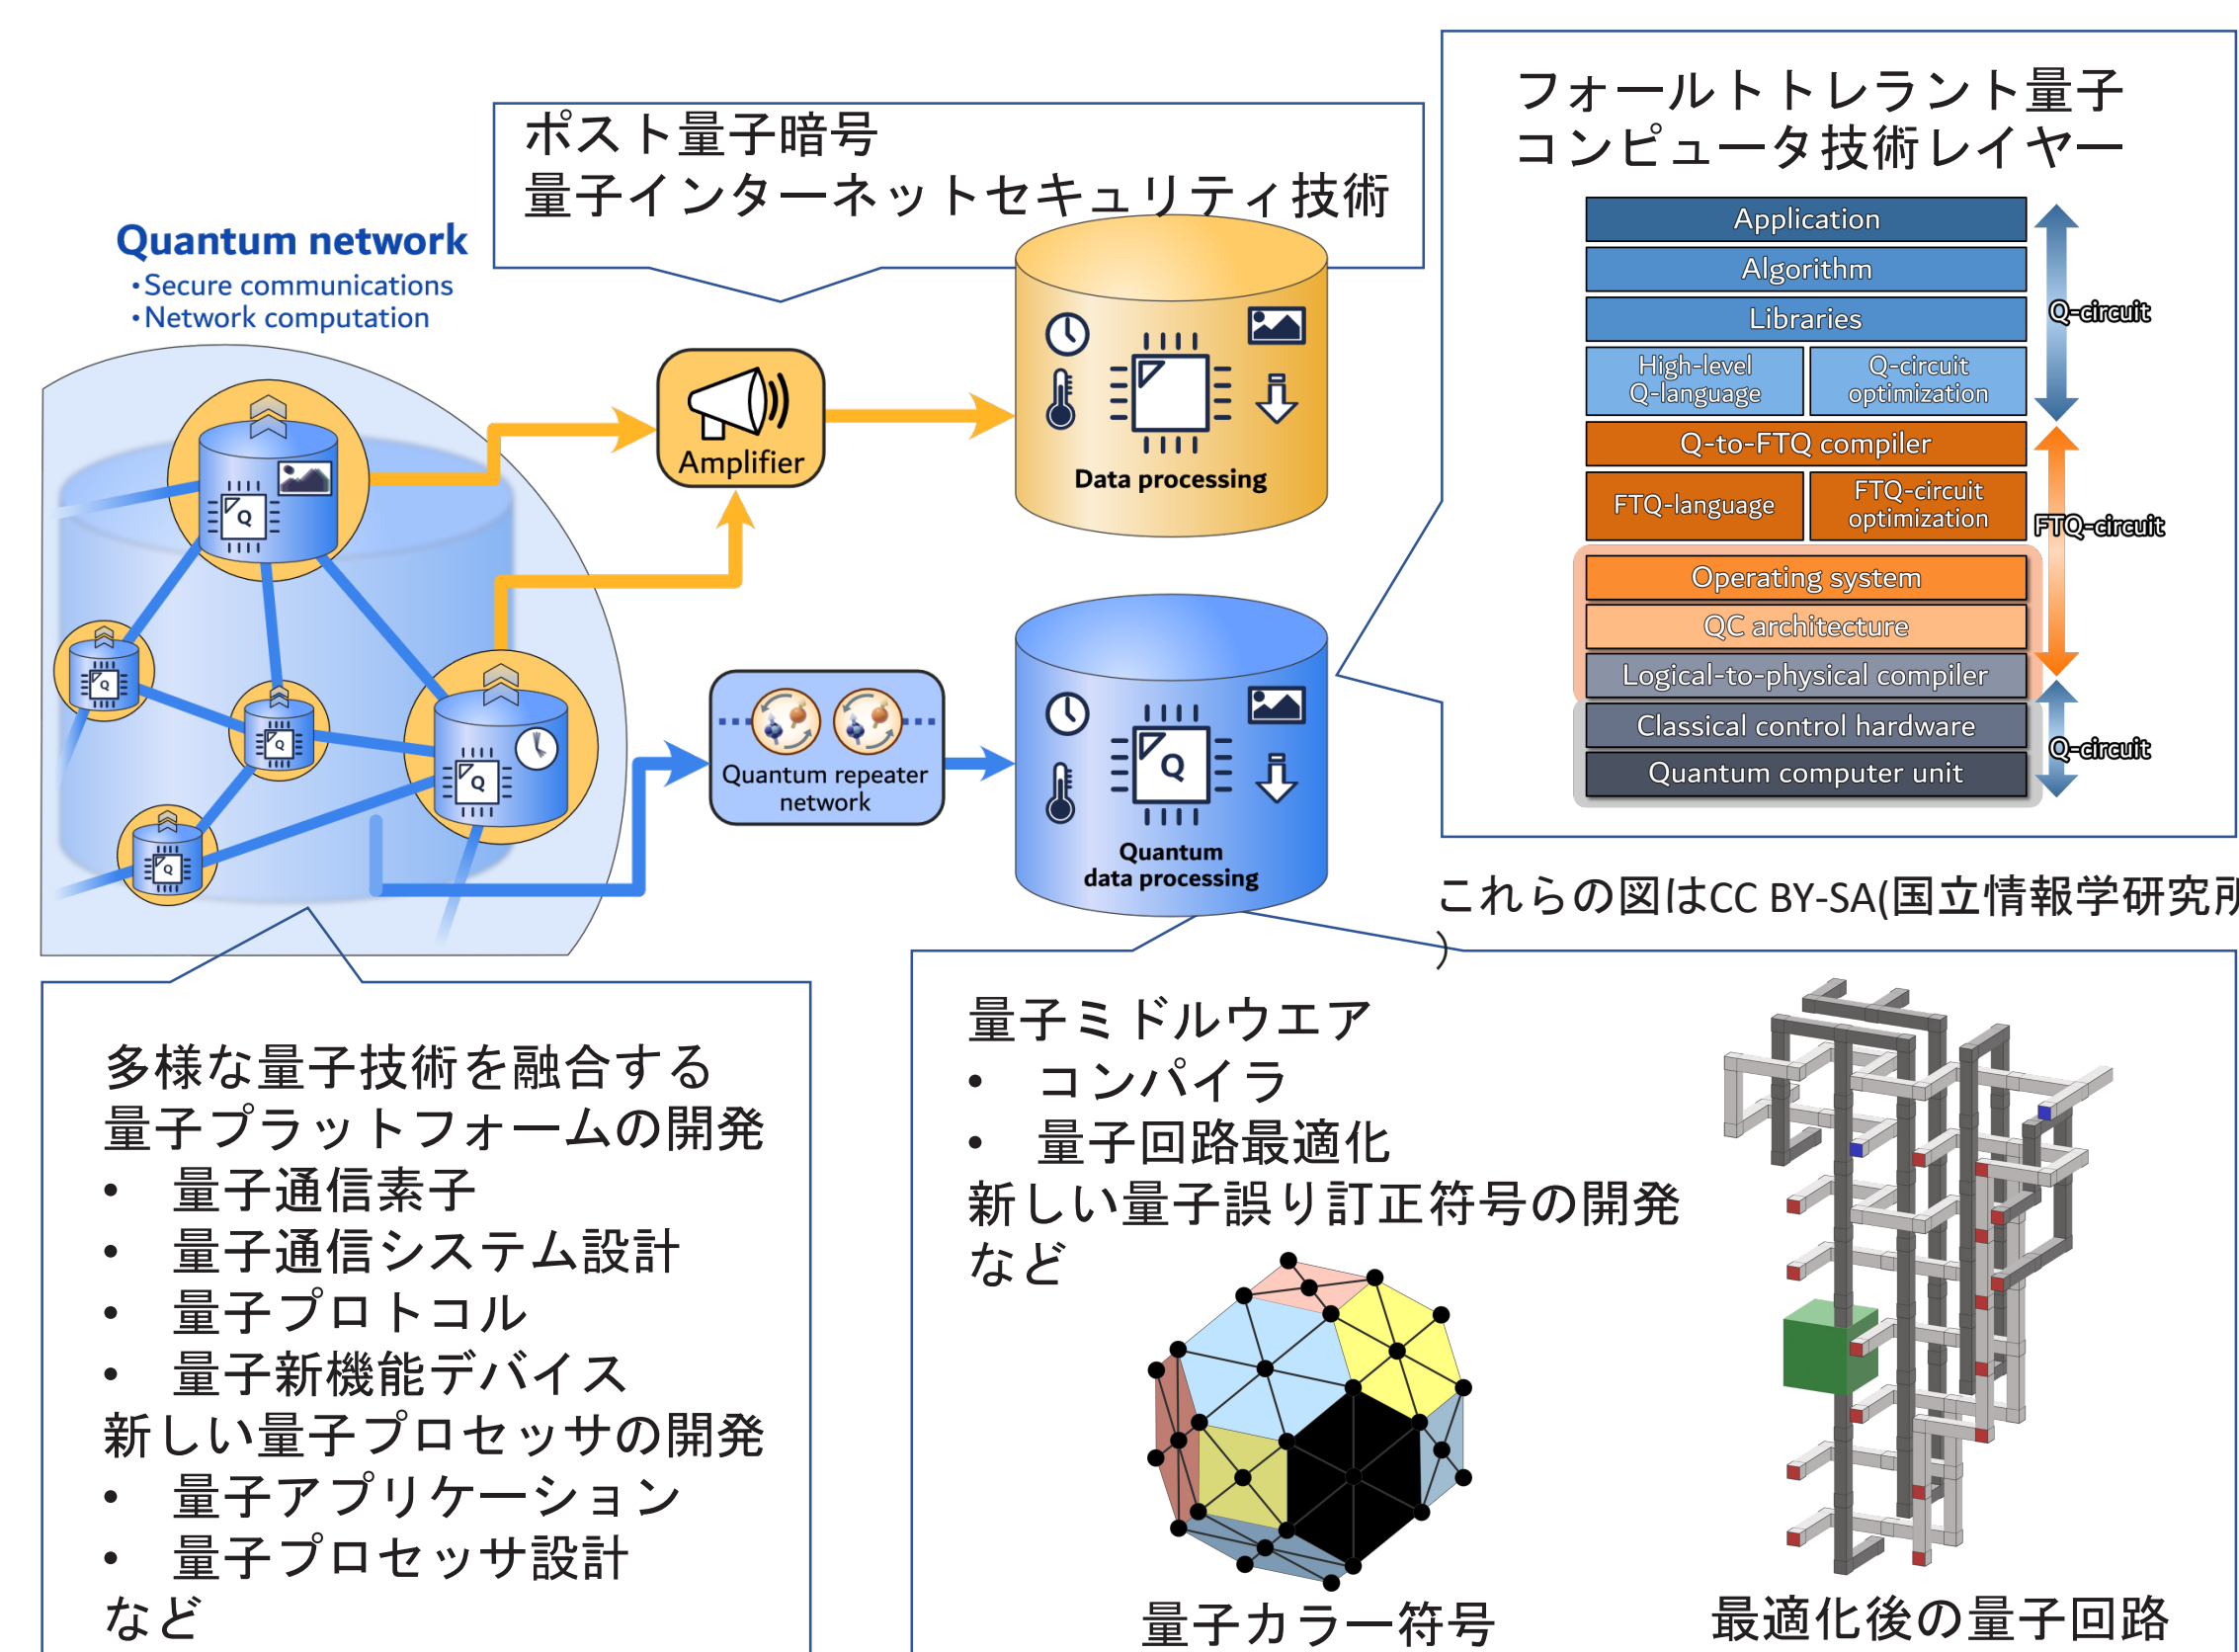 ポスト量子暗号
量子インターネットセキュリティ技術
Quantum network
•Secure communications
•Network computation
Q
Q
Q
Q
Q
Amplifier
Data processing
Quantum repeater
network
Q
Quantum
data processing
フォールトトレラント量子
コンピュータ技術レイヤー
Application
Algorithm
Libraries
High-level
Q-language
Q-circuit
optimization
Q-circuit
Q-to-FTQ compiler
FTQ-language
FTQ-circuit
optimization
FTQ-circuit
Operating system
QC architecture
Logical-to-physical compiler
Classical control hardware
Quantum computer unit
Q-circuit
これらの図はCC BY-SA(国立情報学研究所
)
多様な量子技術を融合する
量子プラットフォームの開発
• 量子通信素子
• 量子通信システム設計
• 量子プロトコル
• 量子新機能デバイス
新しい量子プロセッサの開発
• 量子アプリケーション
• 量子プロセッサ設計
など
量子ミドルウエア
• コンパイラ
• 量子回路最適化
新しい量子誤り訂正符号の開発
など
量子カラー符号
最適化後の量子回路